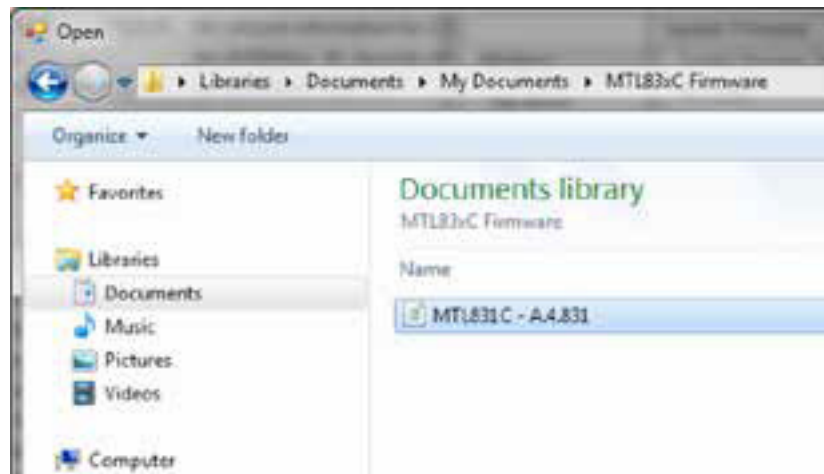 Open
Libraries ▸ Documents ▸ My Documents ▸ MTL83xC Firmware
Organize New folder
Favorites
Libraries
Documents
Music
Pictures
Videos
Computer
Documents library
MTL83xC Firmware
Name
MTL831C - A.4.831